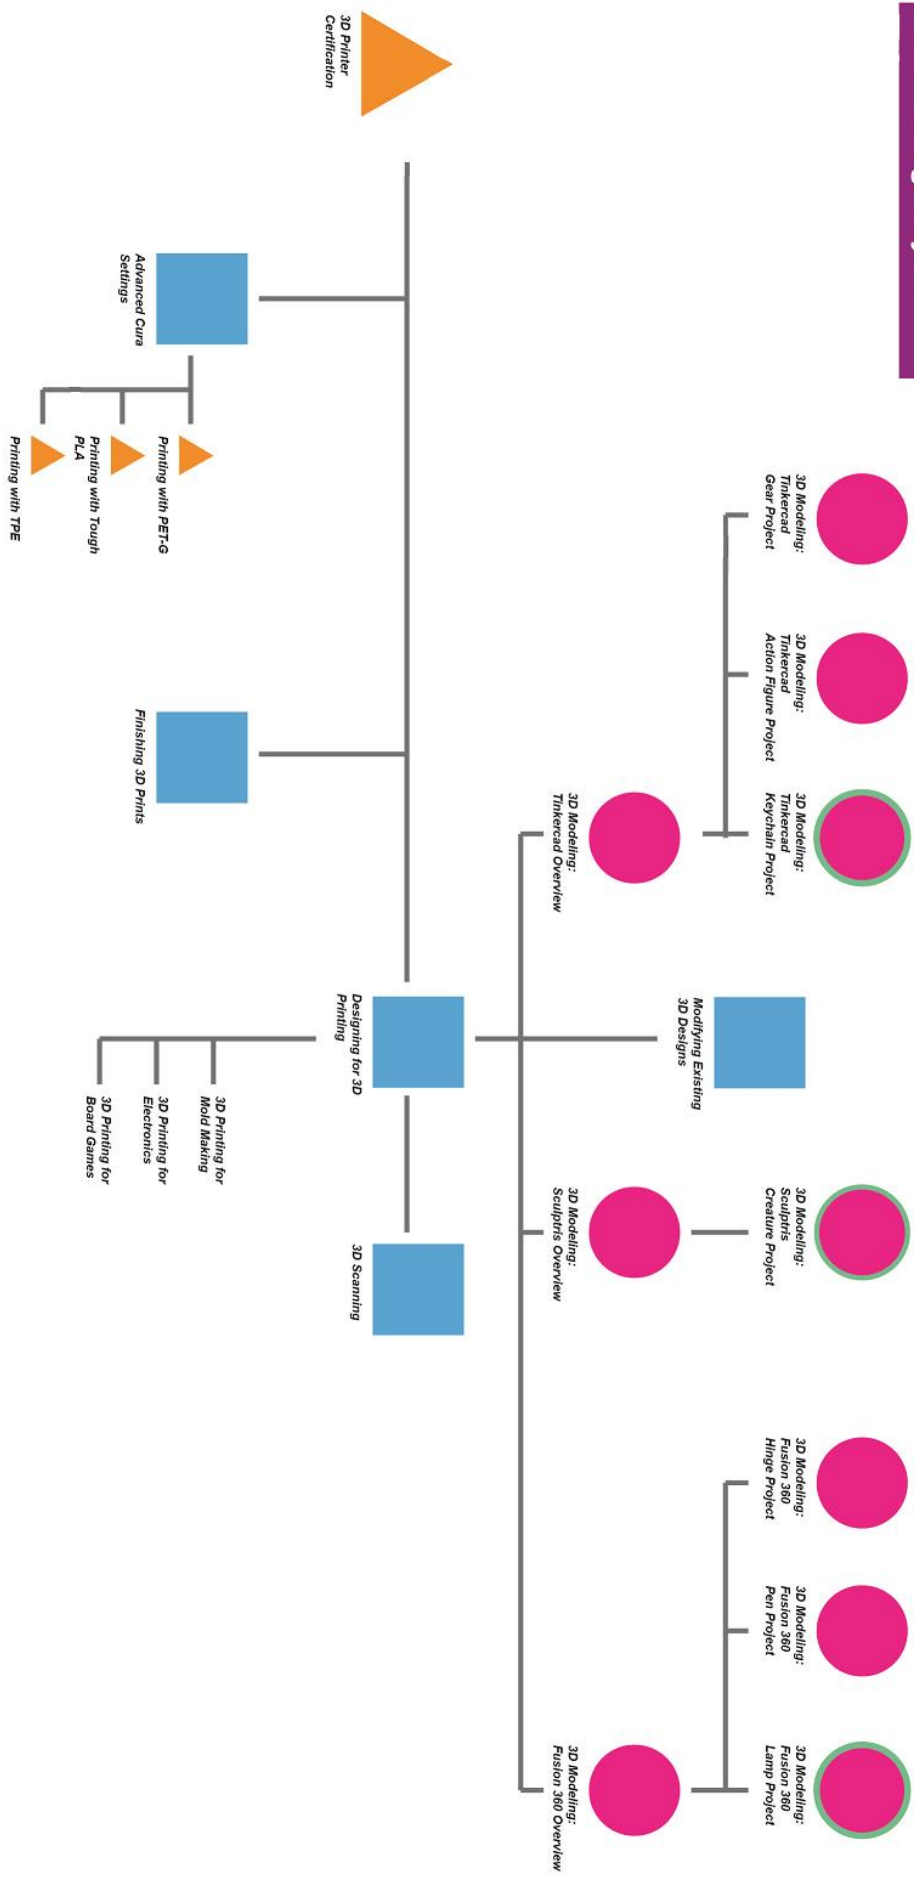 3D Modeling:
Tinkercad
Gear Project
3D Modeling:
Tinkercad
Action Figure Project
3D Modeling:
Tinkercad
Keychain Project
3D Modeling:
Sculptris
Creature Project
3D Modeling:
Fusion 360
Hinge Project
3D Modeling:
Fusion 360
Pen Project
3D Modeling:
Fusion 360
Lamp Project
Modifying Existing
3D Designs
3D Modeling:
Tinkercad Overview
3D Modeling:
Sculptris Overview
3D Modeling:
Fusion 360 Overview
3D Printer
Certification
Designing for 3D
Printing
3D Scanning
Advanced Cura
Settings
Finishing 3D Prints
3D Printing for
Mold Making
3D Printing for
Electronics
3D Printing for
Board Games
Printing with PET-G
Printing with Tough
PLA
Printing with TPE